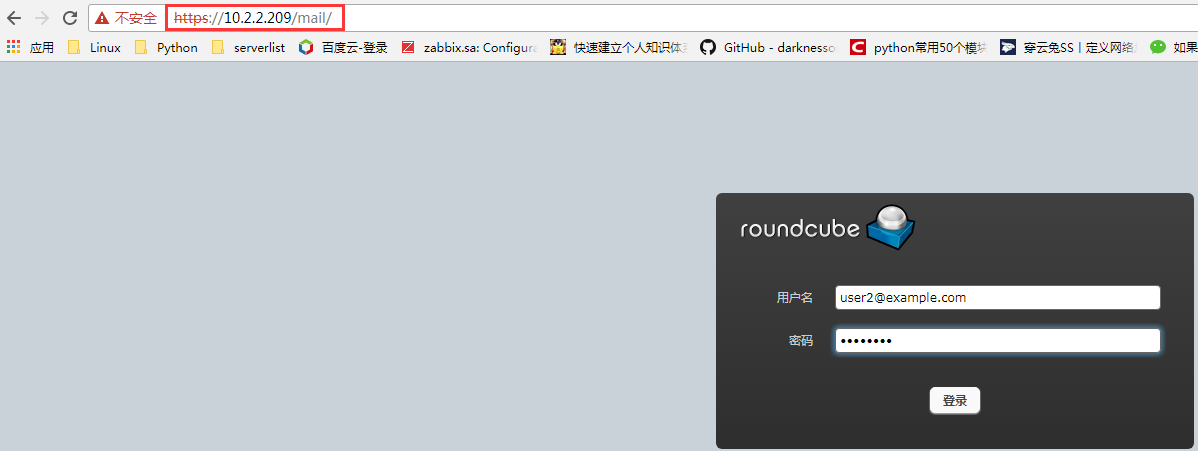 不安全 https://10.2.2.209/mail/
应用 Linux Python serverlist 百度云-登录 zabbix.sa: Configura 快速建立个人知识体 GitHub - darknesso python常用50个模块 穿云兔SS | 定义网络 如果
roundcube
用户名 user2@example.com
密码 ••••••••
登录